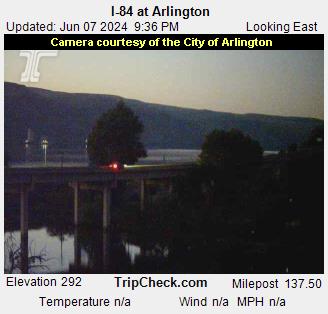 I-84 at Arlington
Updated: Jun 07 2024 9:36 PM Looking East
Camera courtesy of the City of Arlington
Elevation 292 TripCheck.com Milepost 137.50
Temperature n/a Wind n/a MPH n/a